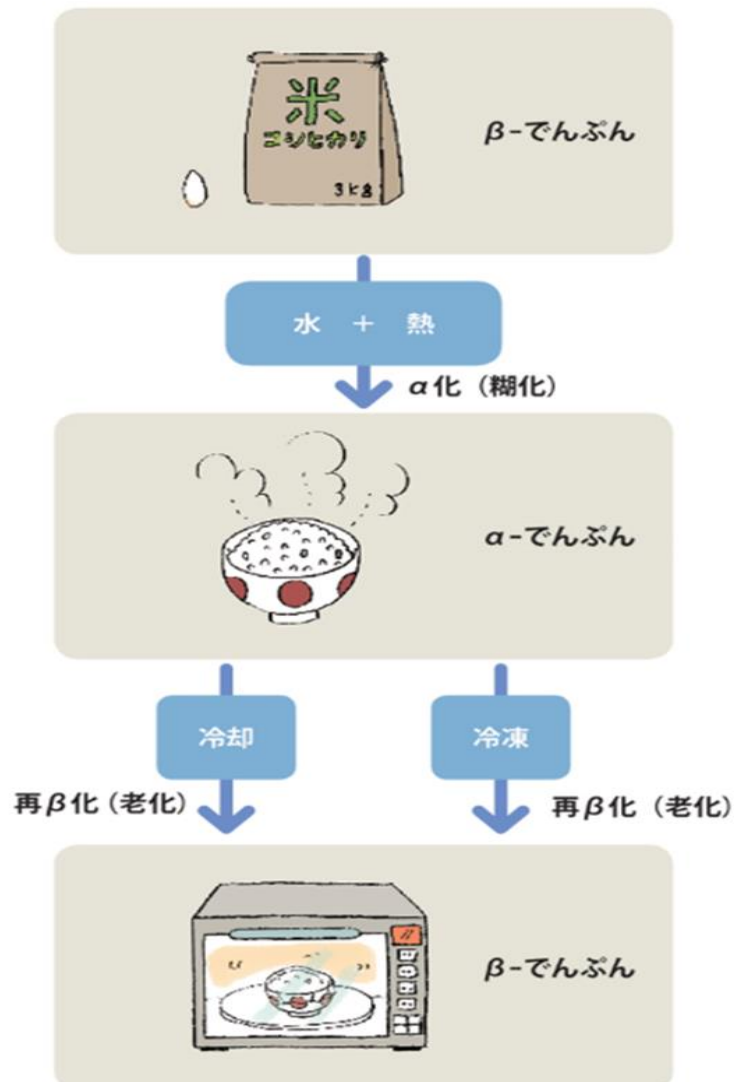 米
コシヒカリ
3kg
β-でんぷん
水 + 熱
α化（糊化）
α-でんぷん
冷却
冷凍
再β化（老化）
再β化（老化）
β-でんぷん